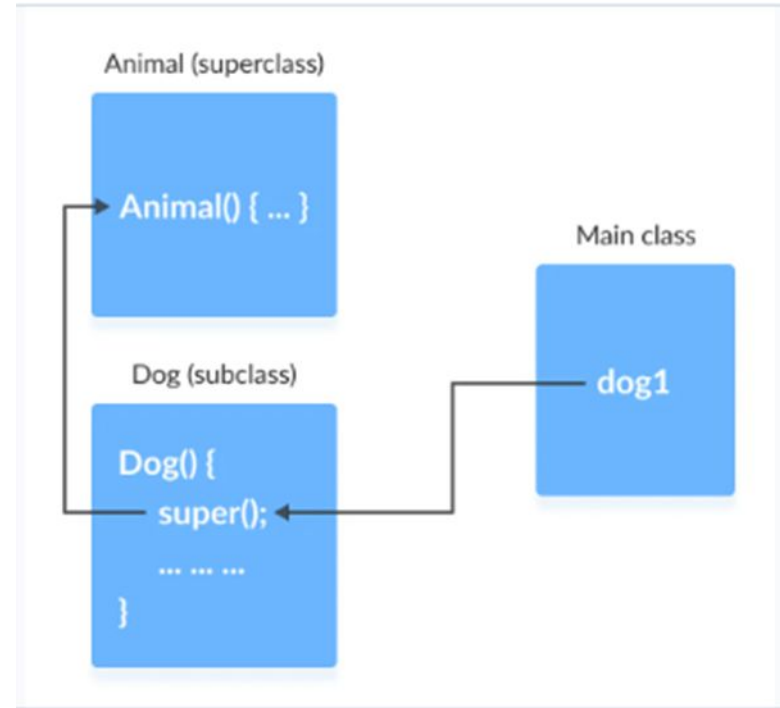 Animal (superclass)
Animal() { ... }
Main class
dog1
Dog (subclass)
Dog() {
super();
... ... ...
}